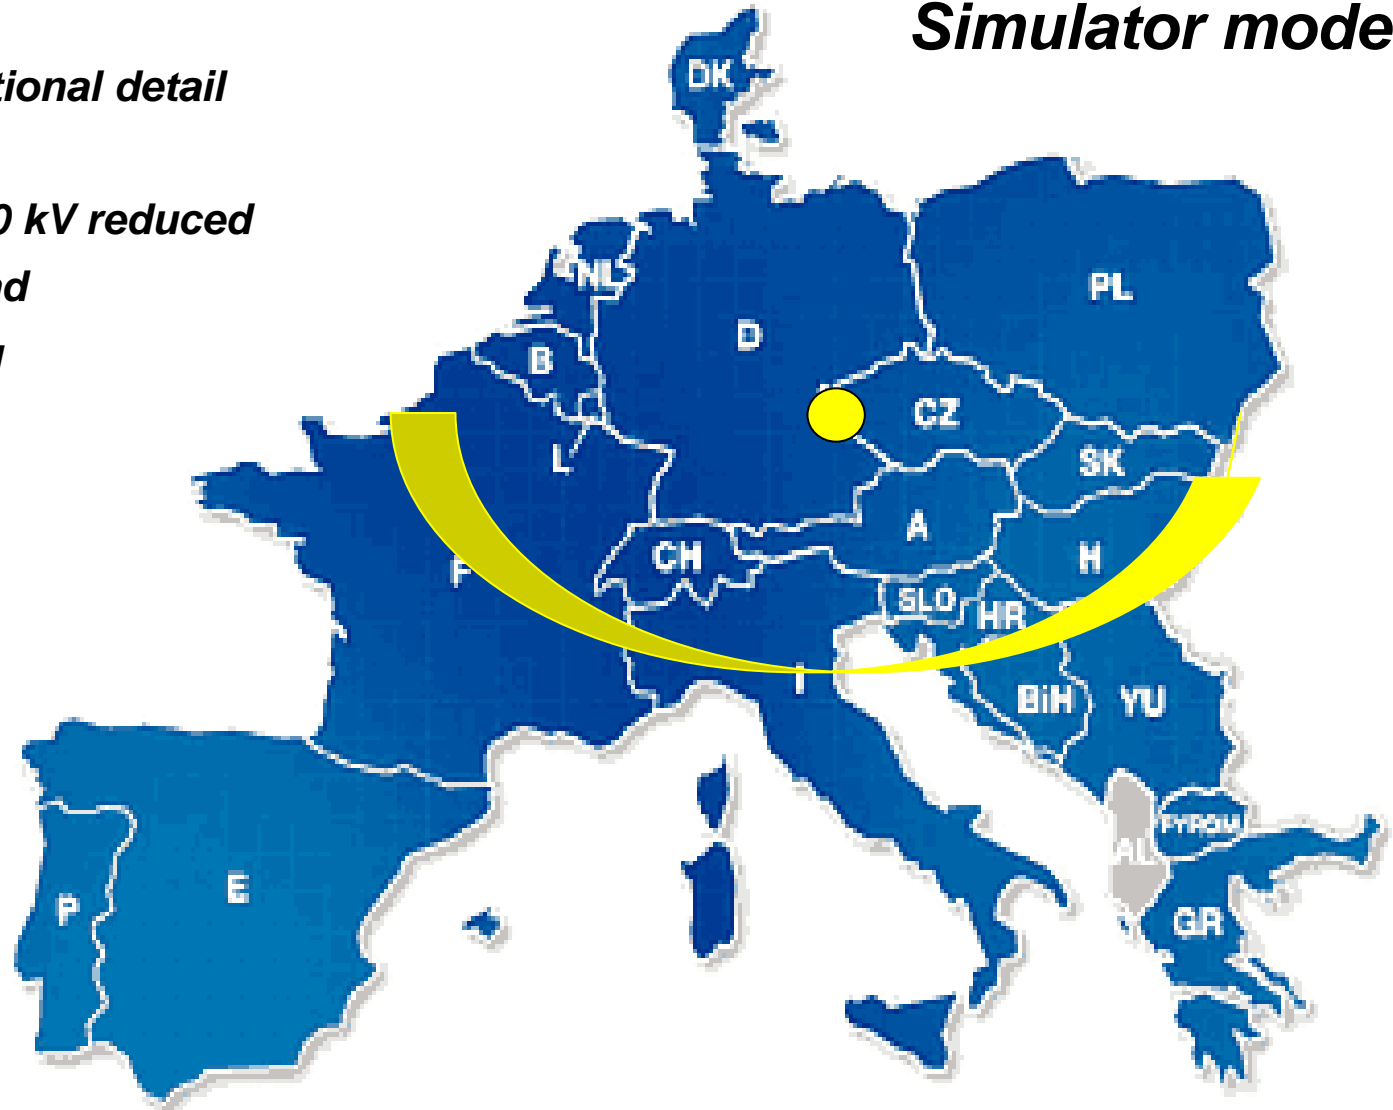 Simulator mode
tional detail
0 kV reduced
nd
DK
PL
NL
D
B
CZ
L
SK
A
CH
H
F
SLO
HR
I
BiH
YU
FYROM
AL
E
P
GR